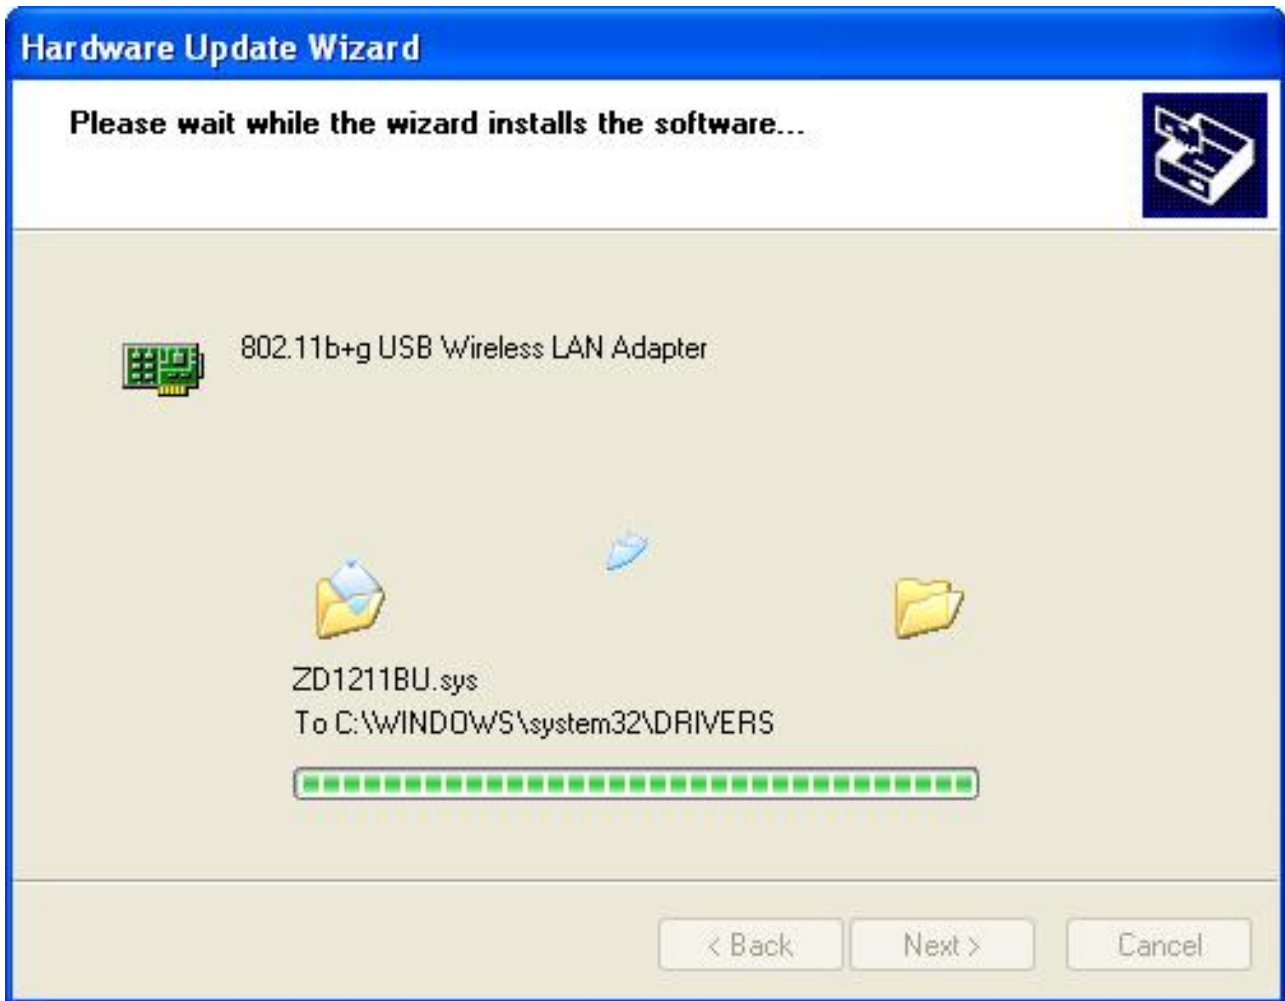 Hardware Update Wizard
Please wait while the wizard installs the software...
802.11b+g USB Wireless LAN Adapter
ZD1211BU.sys
To C:\WINDOWS\system32\DRIVERS
< Back
Next >
Cancel